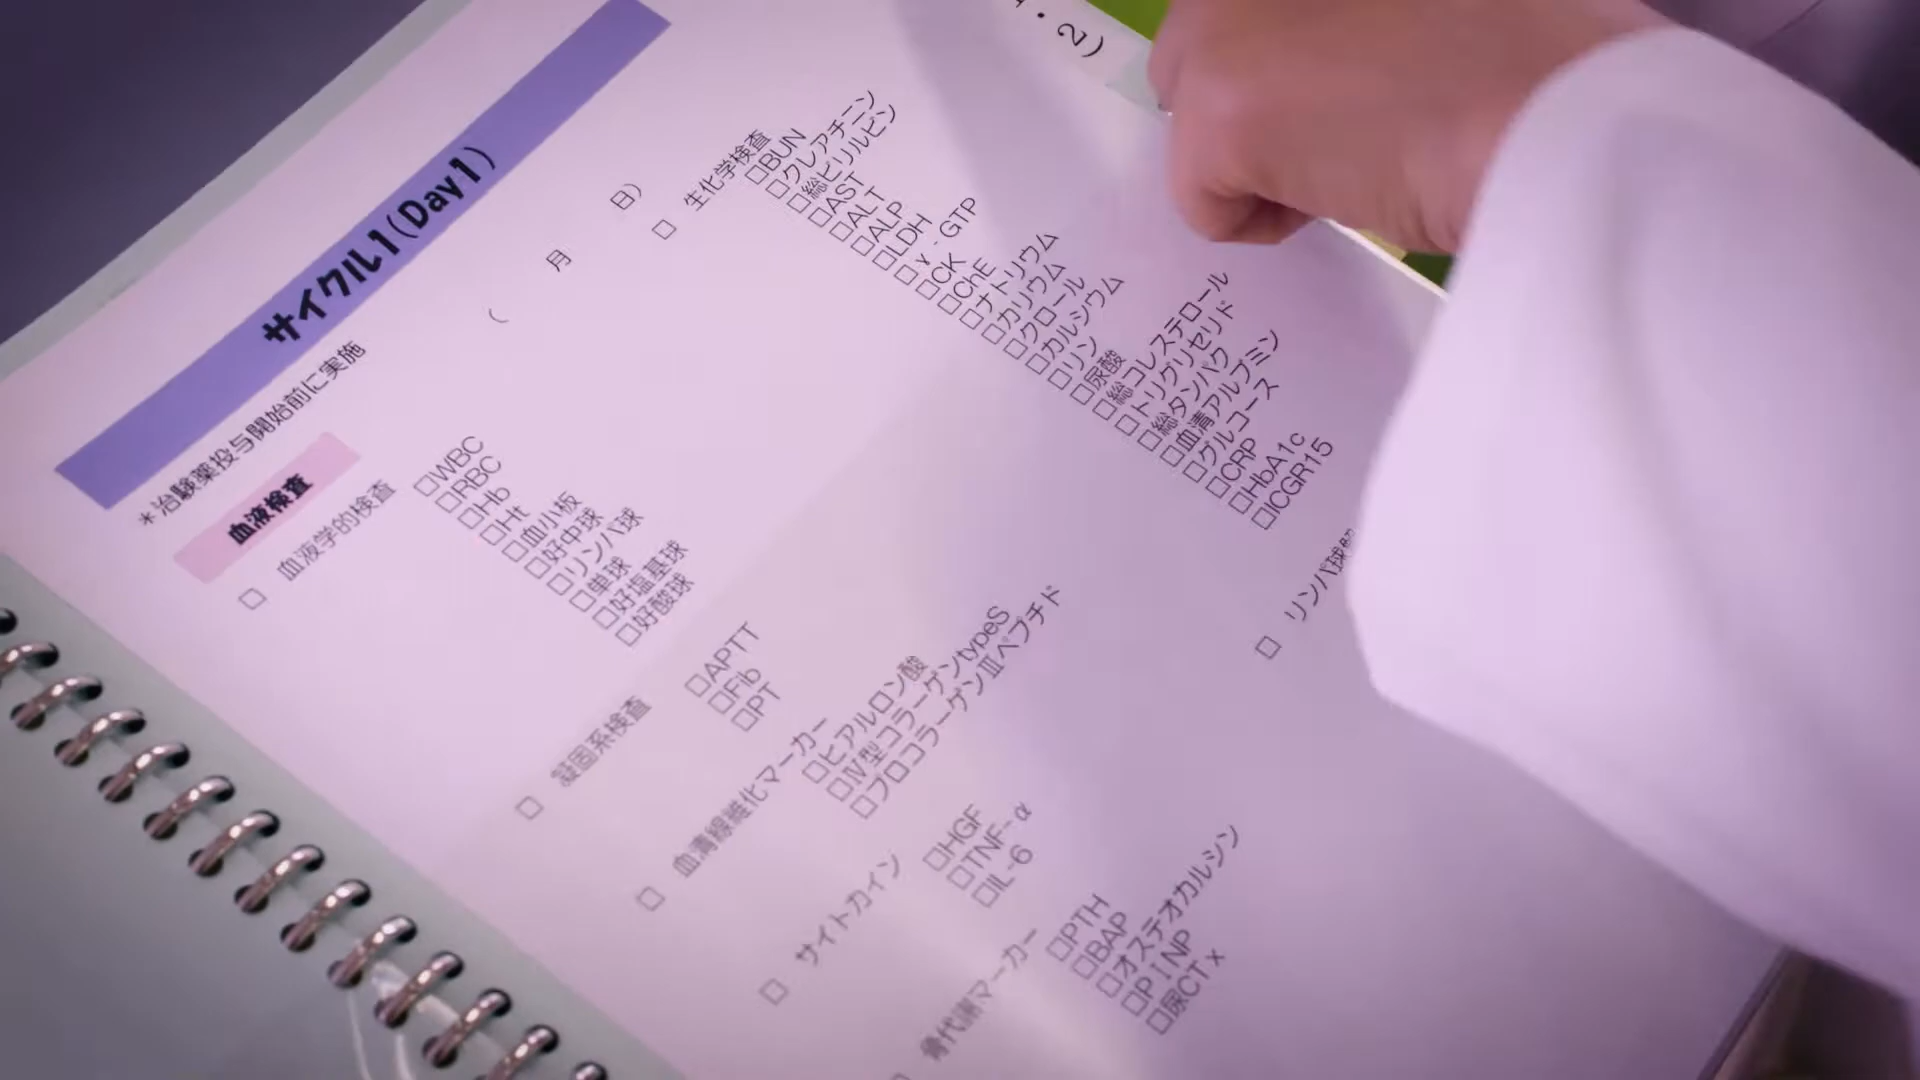 ・2)
サイクル1(Day1)
*治験薬投与開始前に実施
( 月 日)
血液検査
□ 血液学的検査
□WBC
□RBC
□Hb
□Ht
□血小板
□好中球
□リンパ球
□単球
□好塩基球
□好酸球
□ 生化学検査
□BUN
□クレアチニン
□総ビリルビン
□AST
□ALT
□ALP
□LDH
□γ-GTP
□CK
□ChE
□ナトリウム
□カリウム
□クロール
□カルシウム
□リン
□尿酸
□総コレステロール
□トリグリセリド
□総タンパク
□血清アルブミン
□グルコース
□CRP
□HbA1c
□ICGR15
□ 凝固系検査
□APTT
□Fib
□PT
□ 血清線維化マーカー
□ヒアルロン酸
□Ⅳ型コラーゲンtypeS
□プロコラーゲンⅢペプチド
□ サイトカイン
□HGF
□TNF-α
□IL-6
□ 骨代謝マーカー
□PTH
□BAP
□オステオカルシン
□PINP
□尿CTx
□ リンパ球